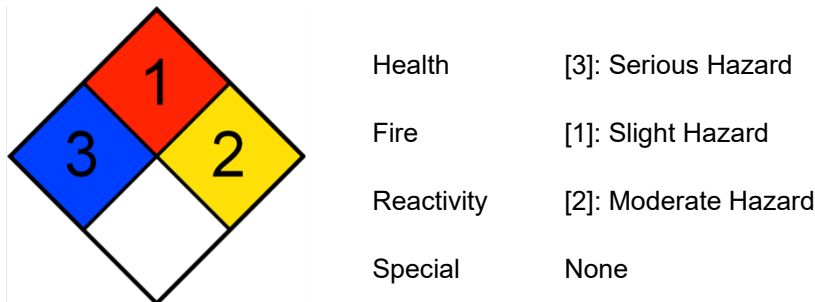 1
3 2
Health [3]: Serious Hazard
Fire [1]: Slight Hazard
Reactivity [2]: Moderate Hazard
Special None